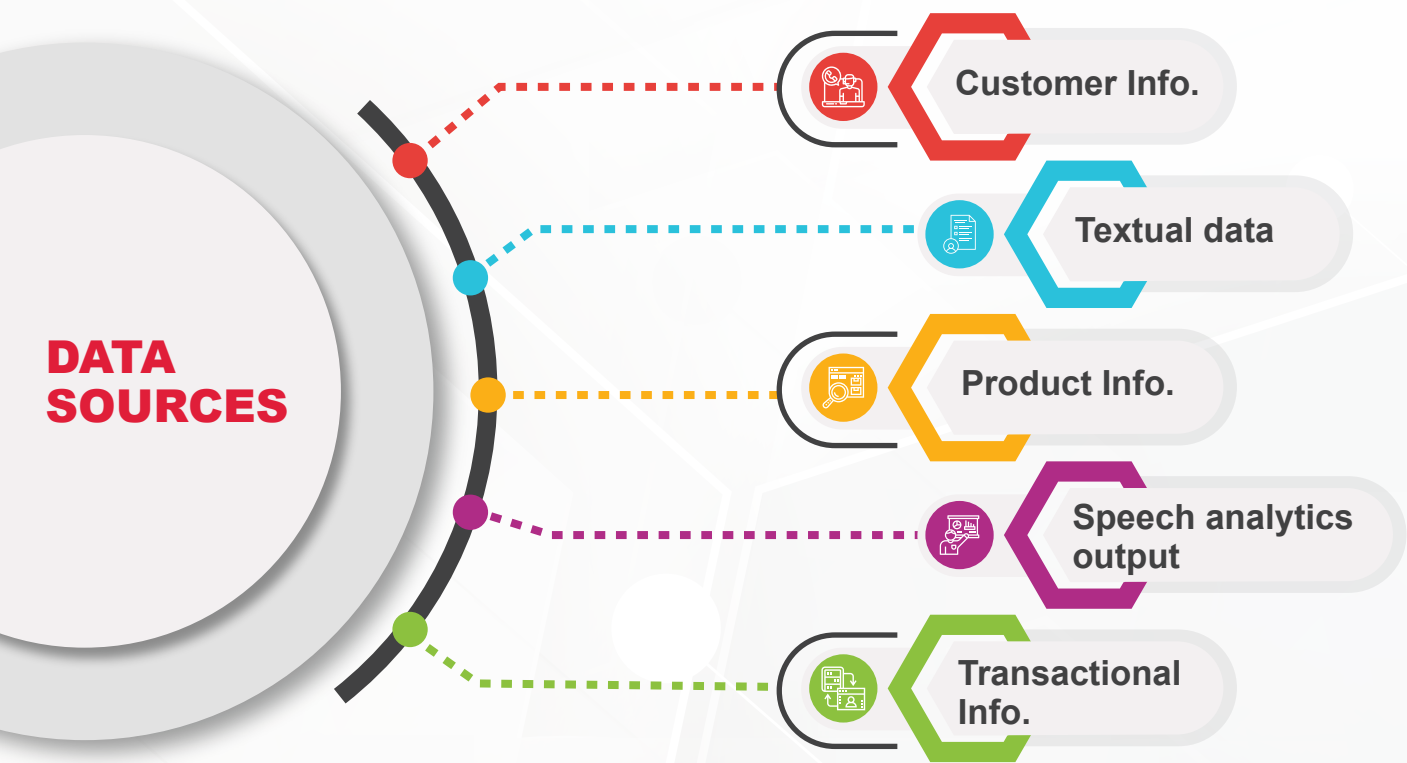 DATA
SOURCES
Customer Info.
Textual data
Product Info.
Speech analytics
output
Transactional
Info.